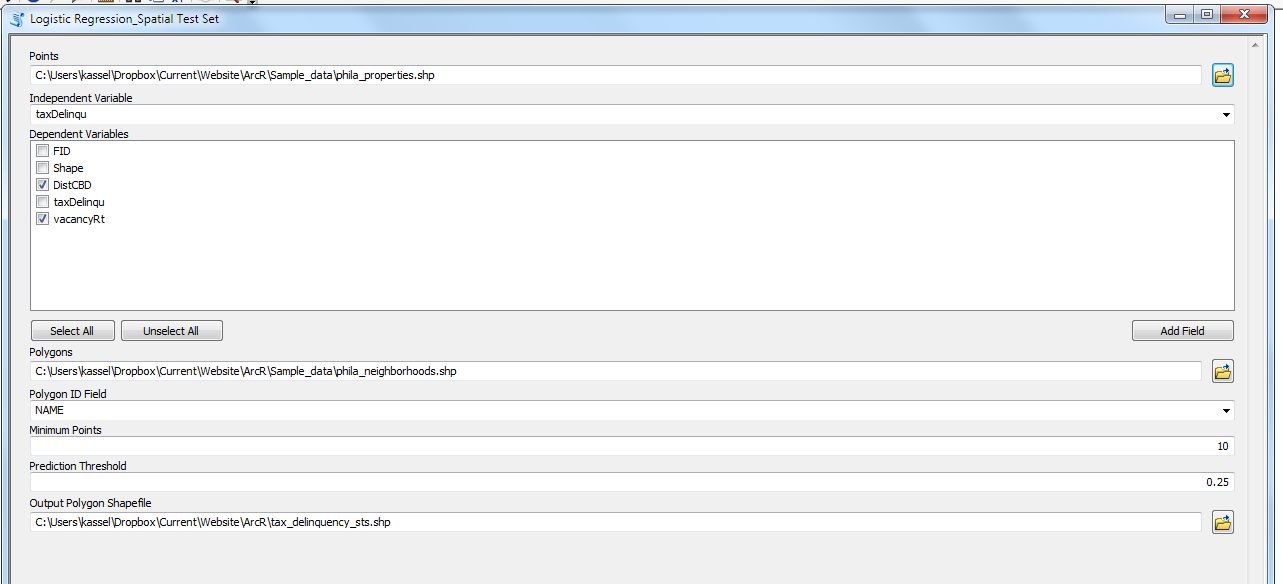 Logistic Regression_Spatial Test Set
Points
C:\Users\kassel\Dropbox\Current\Website\ArcR\Sample_data\phila_properties.shp
Independent Variable
taxDelinqu
Dependent Variables
FID
Shape
DistCBD
taxDelinqu
vacancyRt
Select All Unselect All Add Field
Polygons
C:\Users\kassel\Dropbox\Current\Website\ArcR\Sample_data\phila_neighborhoods.shp
Polygon ID Field
NAME
Minimum Points
10
Prediction Threshold
0.25
Output Polygon Shapefile
C:\Users\kassel\Dropbox\Current\Website\ArcR\tax_delinquency_sts.shp